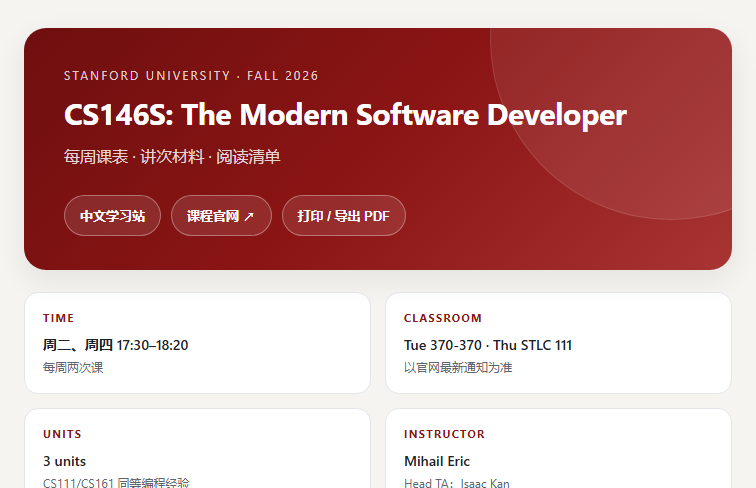 STANFORD UNIVERSITY · FALL 2026
CS146S: The Modern Software Developer
每周课表 · 讲次材料 · 阅读清单
中文学习站
课程官网 ↗
打印 / 导出 PDF
TIME
周二、周四 17:30–18:20
每周两次课
CLASSROOM
Tue 370-370 · Thu STLC 111
以官网最新通知为准
UNITS
3 units
CS111/CS161 同等编程经验
INSTRUCTOR
Mihail Eric
Head TA: Isaac Kan